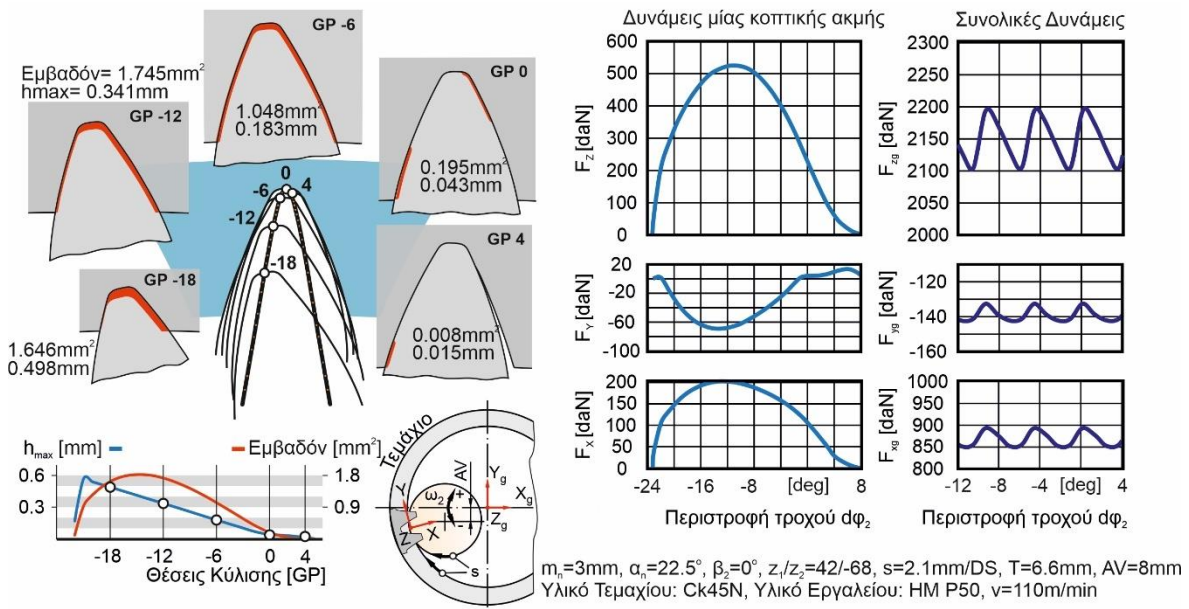 GP -6
Εμβαδόν= 1.745mm²
hmax= 0.341mm
GP -12
1.048mm²
0.183mm
GP 0
0.195mm²
0.043mm
0
-6
4
-12
-18
GP 4
0.008mm²
0.015mm
GP -18
1.646mm²
0.498mm
hmax [mm]
Εμβαδόν [mm²]
0.6
0.3
1.8
0.9
-18
-12
-6
0
4
Θέσεις Κύλισης [GP]
Τεμάχιο
AV
Yg
Xg
Zg
ω2
+
-
Y
X
Z
s
Δυνάμεις μίας κοπτικής ακμής
FZ [daN]
600
500
400
300
200
100
0
FY [daN]
20
-20
-60
-100
FX [daN]
200
150
100
50
0
-24
-16
-8
[deg]
8
Περιστροφή τροχού dφ2
Συνολικές Δυνάμεις
Fzg [daN]
2300
2250
2200
2150
2100
2050
2000
Fyg [daN]
-120
-140
-160
Fxg [daN]
1000
950
900
850
800
-12
-8
-4
[deg]
4
Περιστροφή τροχού dφ2
mn=3mm, αn=22.5°, β2=0°, z1/z2=42/-68, s=2.1mm/DS, T=6.6mm, AV=8mm
Υλικό Τεμαχίου: Ck45N, Υλικό Εργαλείου: HM P50, v=110m/min